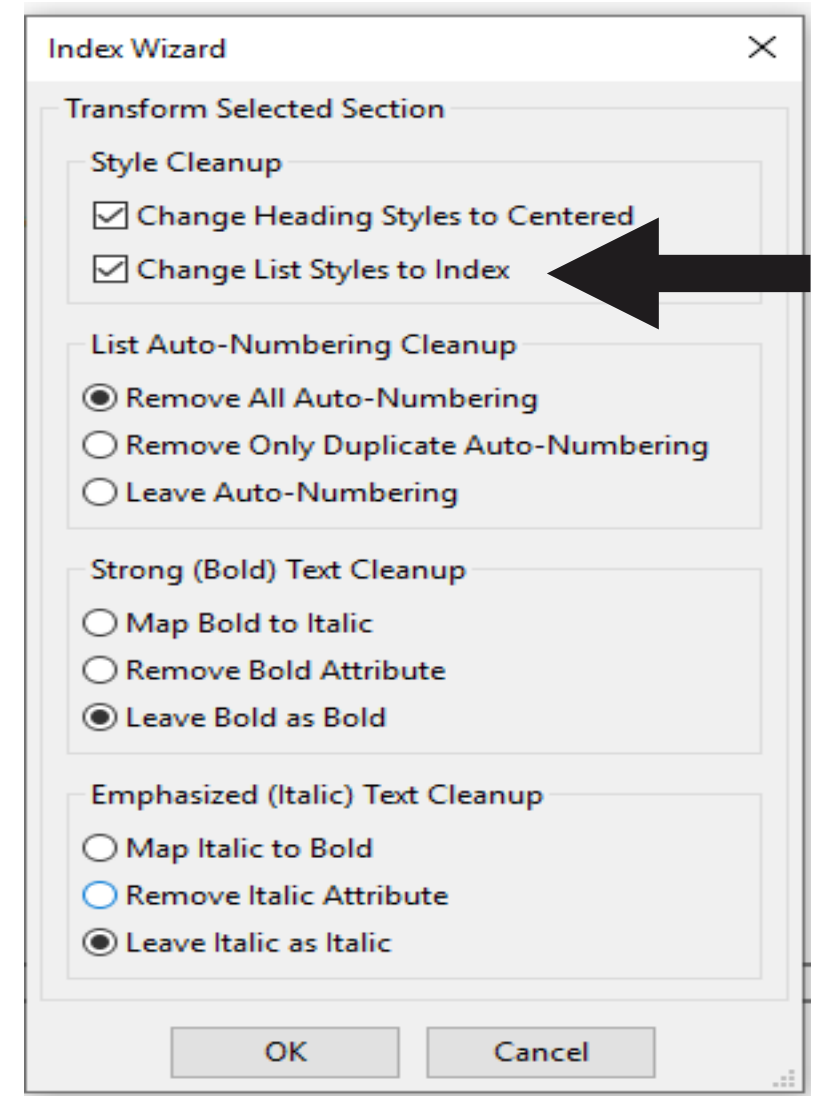 Index Wizard
Transform Selected Section
Style Cleanup
Change Heading Styles to Centered
Change List Styles to Index
List Auto-Numbering Cleanup
Remove All Auto-Numbering
Remove Only Duplicate Auto-Numbering
Leave Auto-Numbering
Strong (Bold) Text Cleanup
Map Bold to Italic
Remove Bold Attribute
Leave Bold as Bold
Emphasized (Italic) Text Cleanup
Map Italic to Bold
Remove Italic Attribute
Leave Italic as Italic
OK Cancel